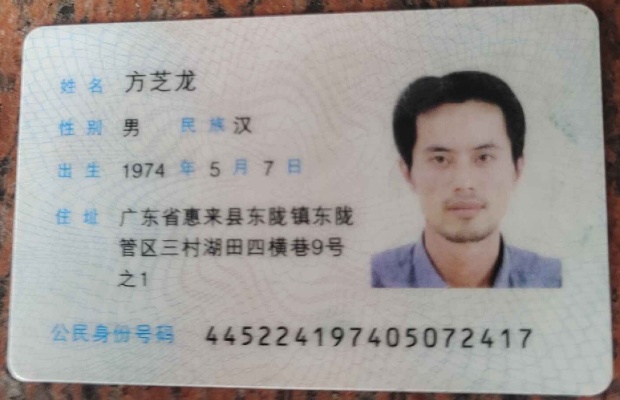 姓名 方芝龙
性别 男 民族 汉
出生 1974 年 5 月 7 日
住址 广东省惠来县东陇镇东陇
管区三村湖田四横巷9号
之1
公民身份号码 445224197405072417